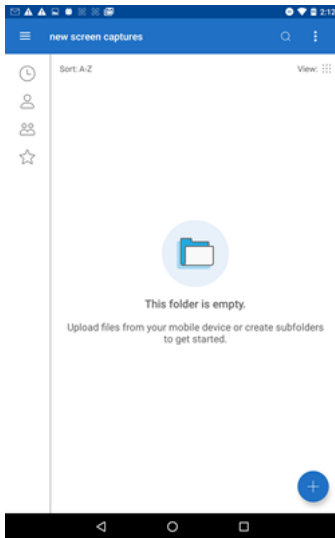 2:12
new screen captures
Sort: A-Z
View:
This folder is empty.
Upload files from your mobile device or create subfolders
to get started.